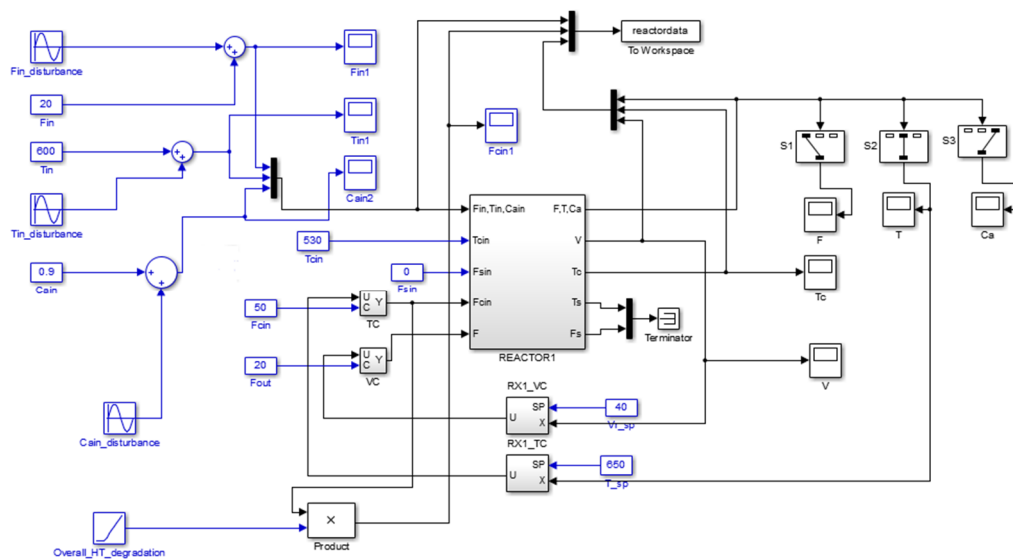 reactordata
To Workspace
Fin_disturbance
+
+
Fin1
20
Fin
Tin1
Fcin1
600
Tin
+
+
S1
S2
S3
Cain2
Tin_disturbance
Fin,Tin,Cain
F,T,Ca
F
T
Ca
530
Tcin
Tcin
V
0.9
Cain
+
+
0
Fsin
Fsin
Tc
Tc
50
Fcin
U
C
Y
TC
Fcin
Ts
20
Fout
U
C
Y
VC
F
Fs
Terminator
REACTOR1
V
RX1_VC
U
SP
X
40
Vr_sp
Cain_disturbance
RX1_TC
U
SP
X
650
T_sp
×
Product
Overall_HT_degradation